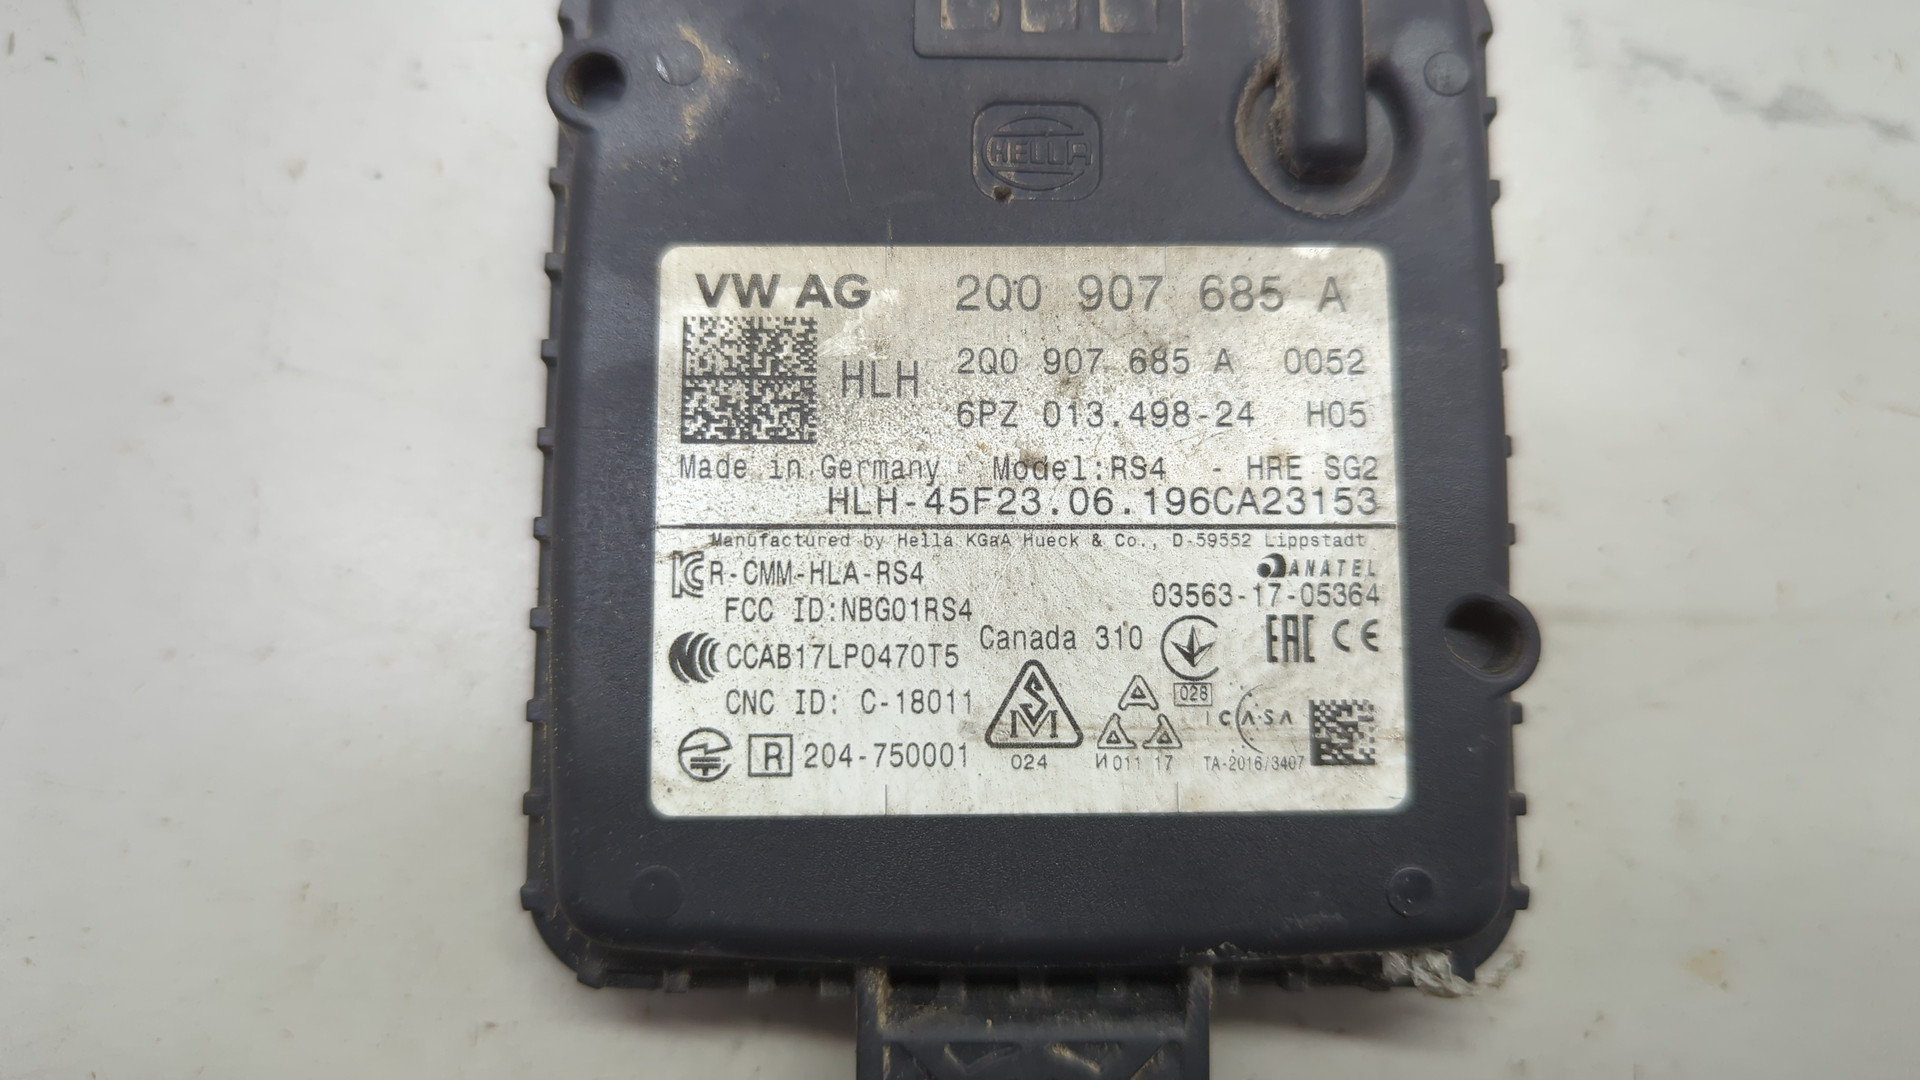 HELLA
VW AG 2Q0 907 685 A
HLH 2Q0 907 685 A 0052
6PZ 013.498-24 H05
Made in Germany Model:RS4 - HRE SG2
HLH-45F23.06.196CA23153
Manufactured by Hella KGaA Hueck & Co., D-59552 Lippstadt
R-CMM-HLA-RS4 ANATEL
FCC ID:NBG01RS4 03563-17-05364
Canada 310 EAC CE
CCAB17LP0470T5
CNC ID: C-18011 SM 028 ICASA
R 204-750001 024 И011 17 TA-2016/3407